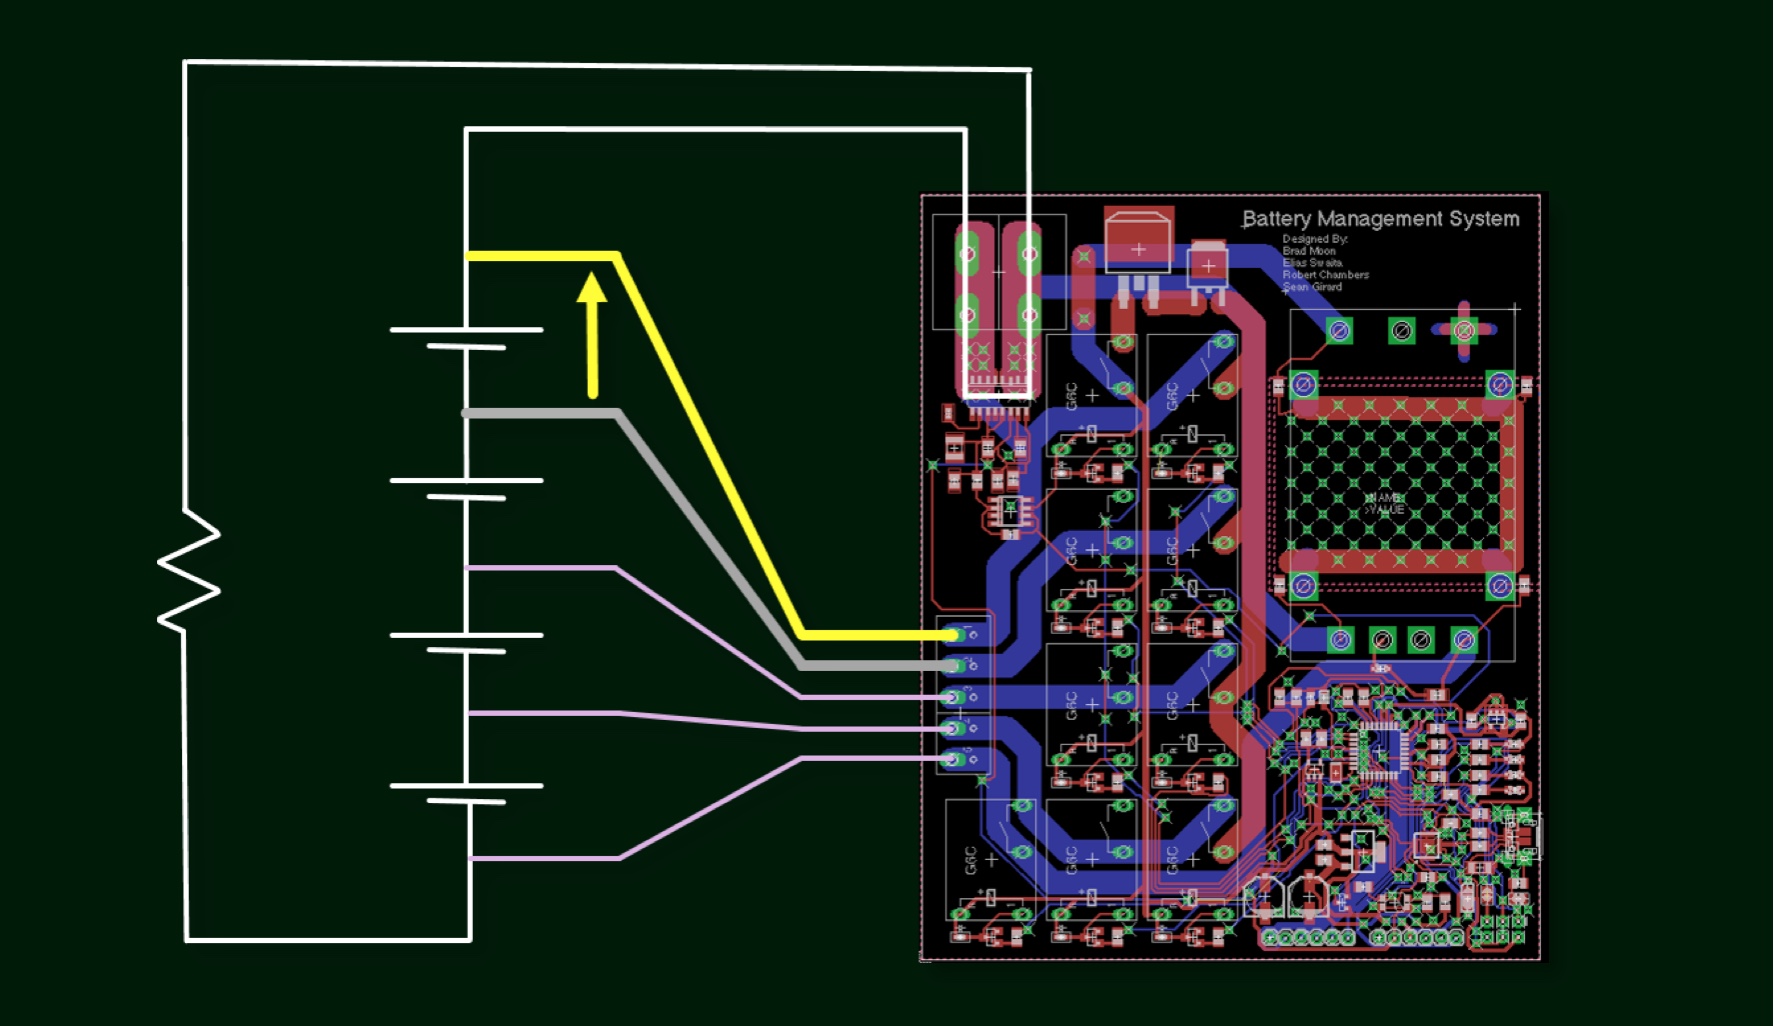 Battery Management System
Designed By:
Brad Moon
Elias Swaita
Robert Chambers
Sean Girard
G6C
G6C
G6C
G6C
>NAME
>VALUE
G6C
G6C
G6C
G6C
G6C